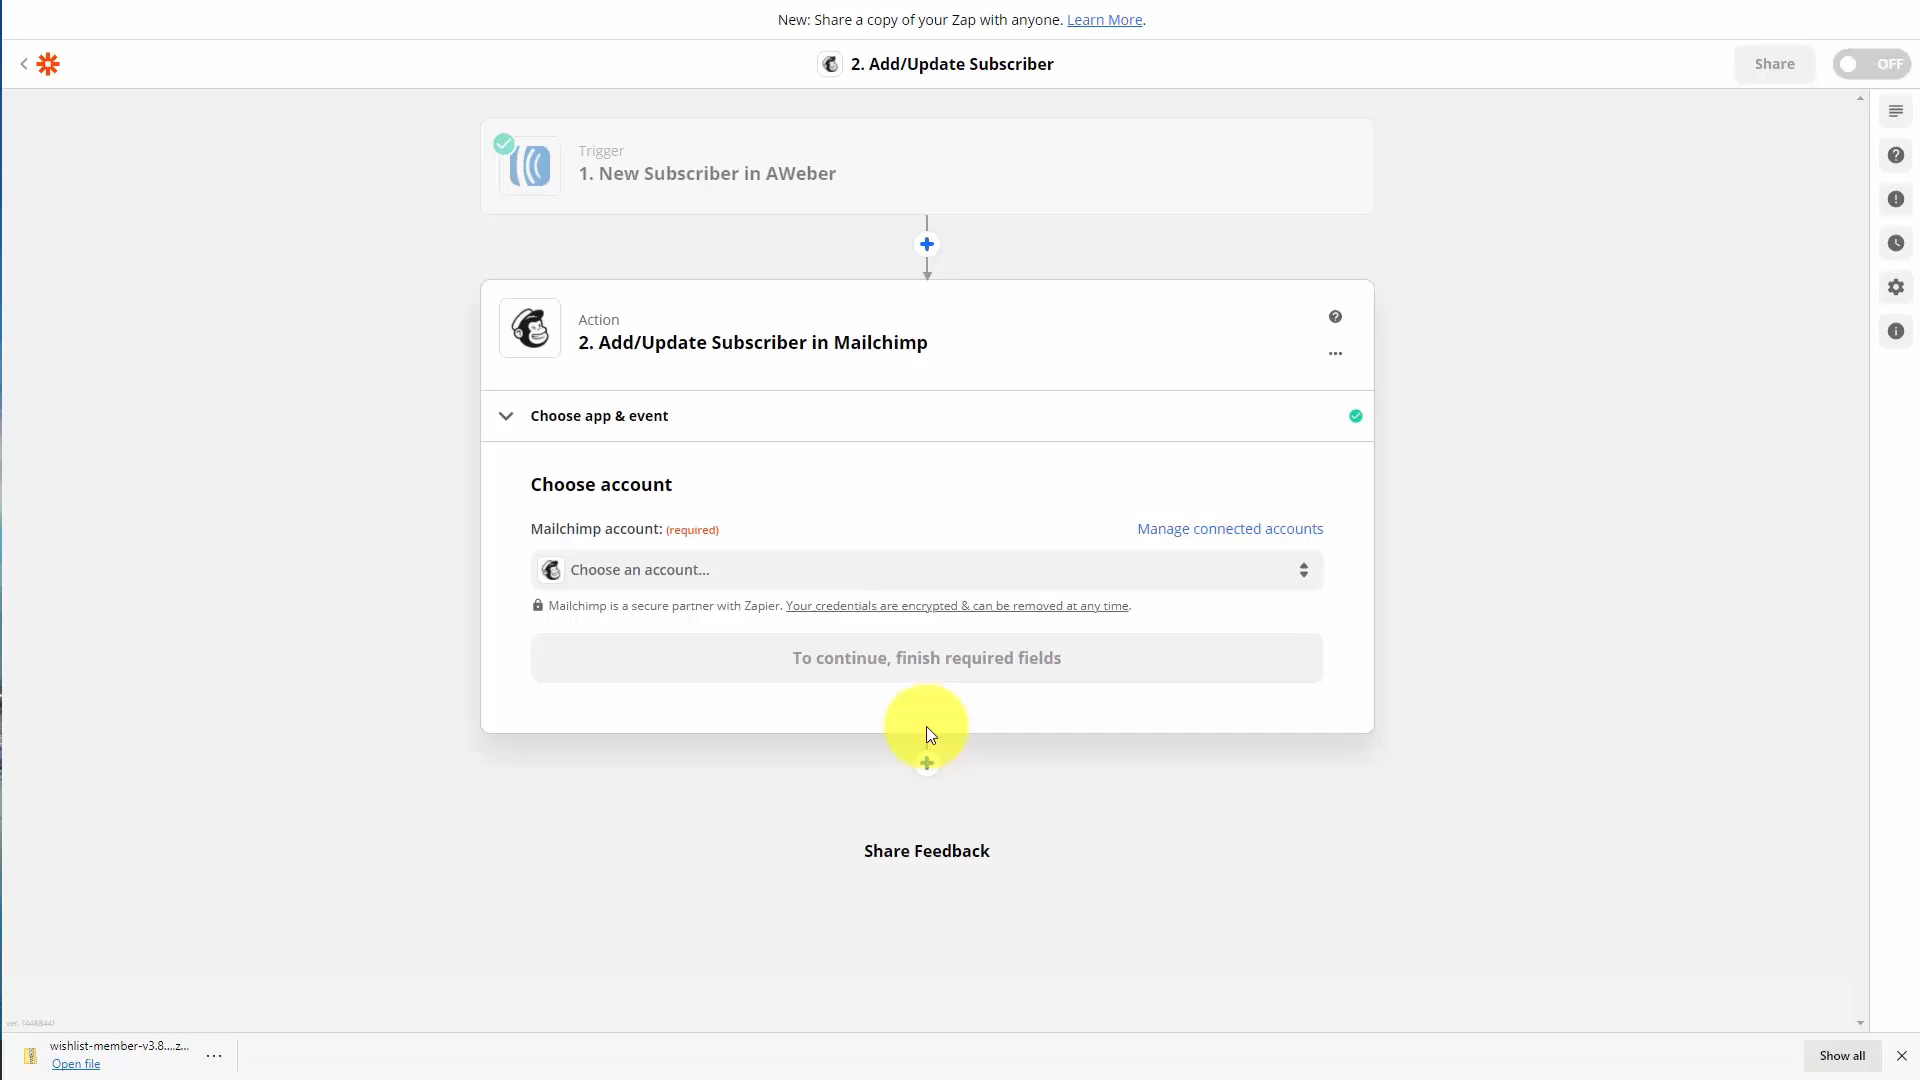 New: Share a copy of your Zap with anyone. Learn More.
2. Add/Update Subscriber
Share
OFF
Trigger
1. New Subscriber in AWeber
Action
2. Add/Update Subscriber in Mailchimp
Choose app & event
Choose account
Mailchimp account: (required)
Manage connected accounts
Choose an account...
Mailchimp is a secure partner with Zapier. Your credentials are encrypted & can be removed at any time.
To continue, finish required fields
Share Feedback
wishlist-member-v3.8....z...
Open file
Show all